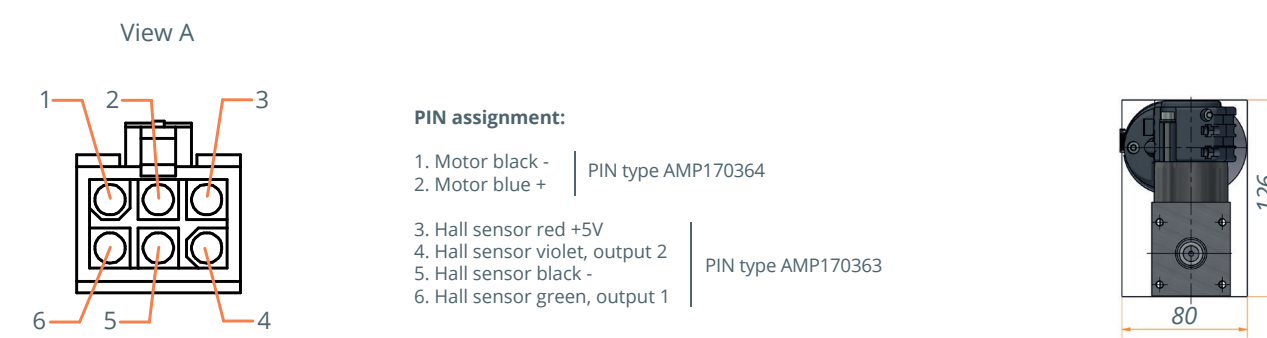 View A
1
2
3
6
5
4
PIN assignment:
1. Motor black -
2. Motor blue +
PIN type AMP170364
3. Hall sensor red +5V
4. Hall sensor violet, output 2
5. Hall sensor black -
6. Hall sensor green, output 1
PIN type AMP170363
126
80